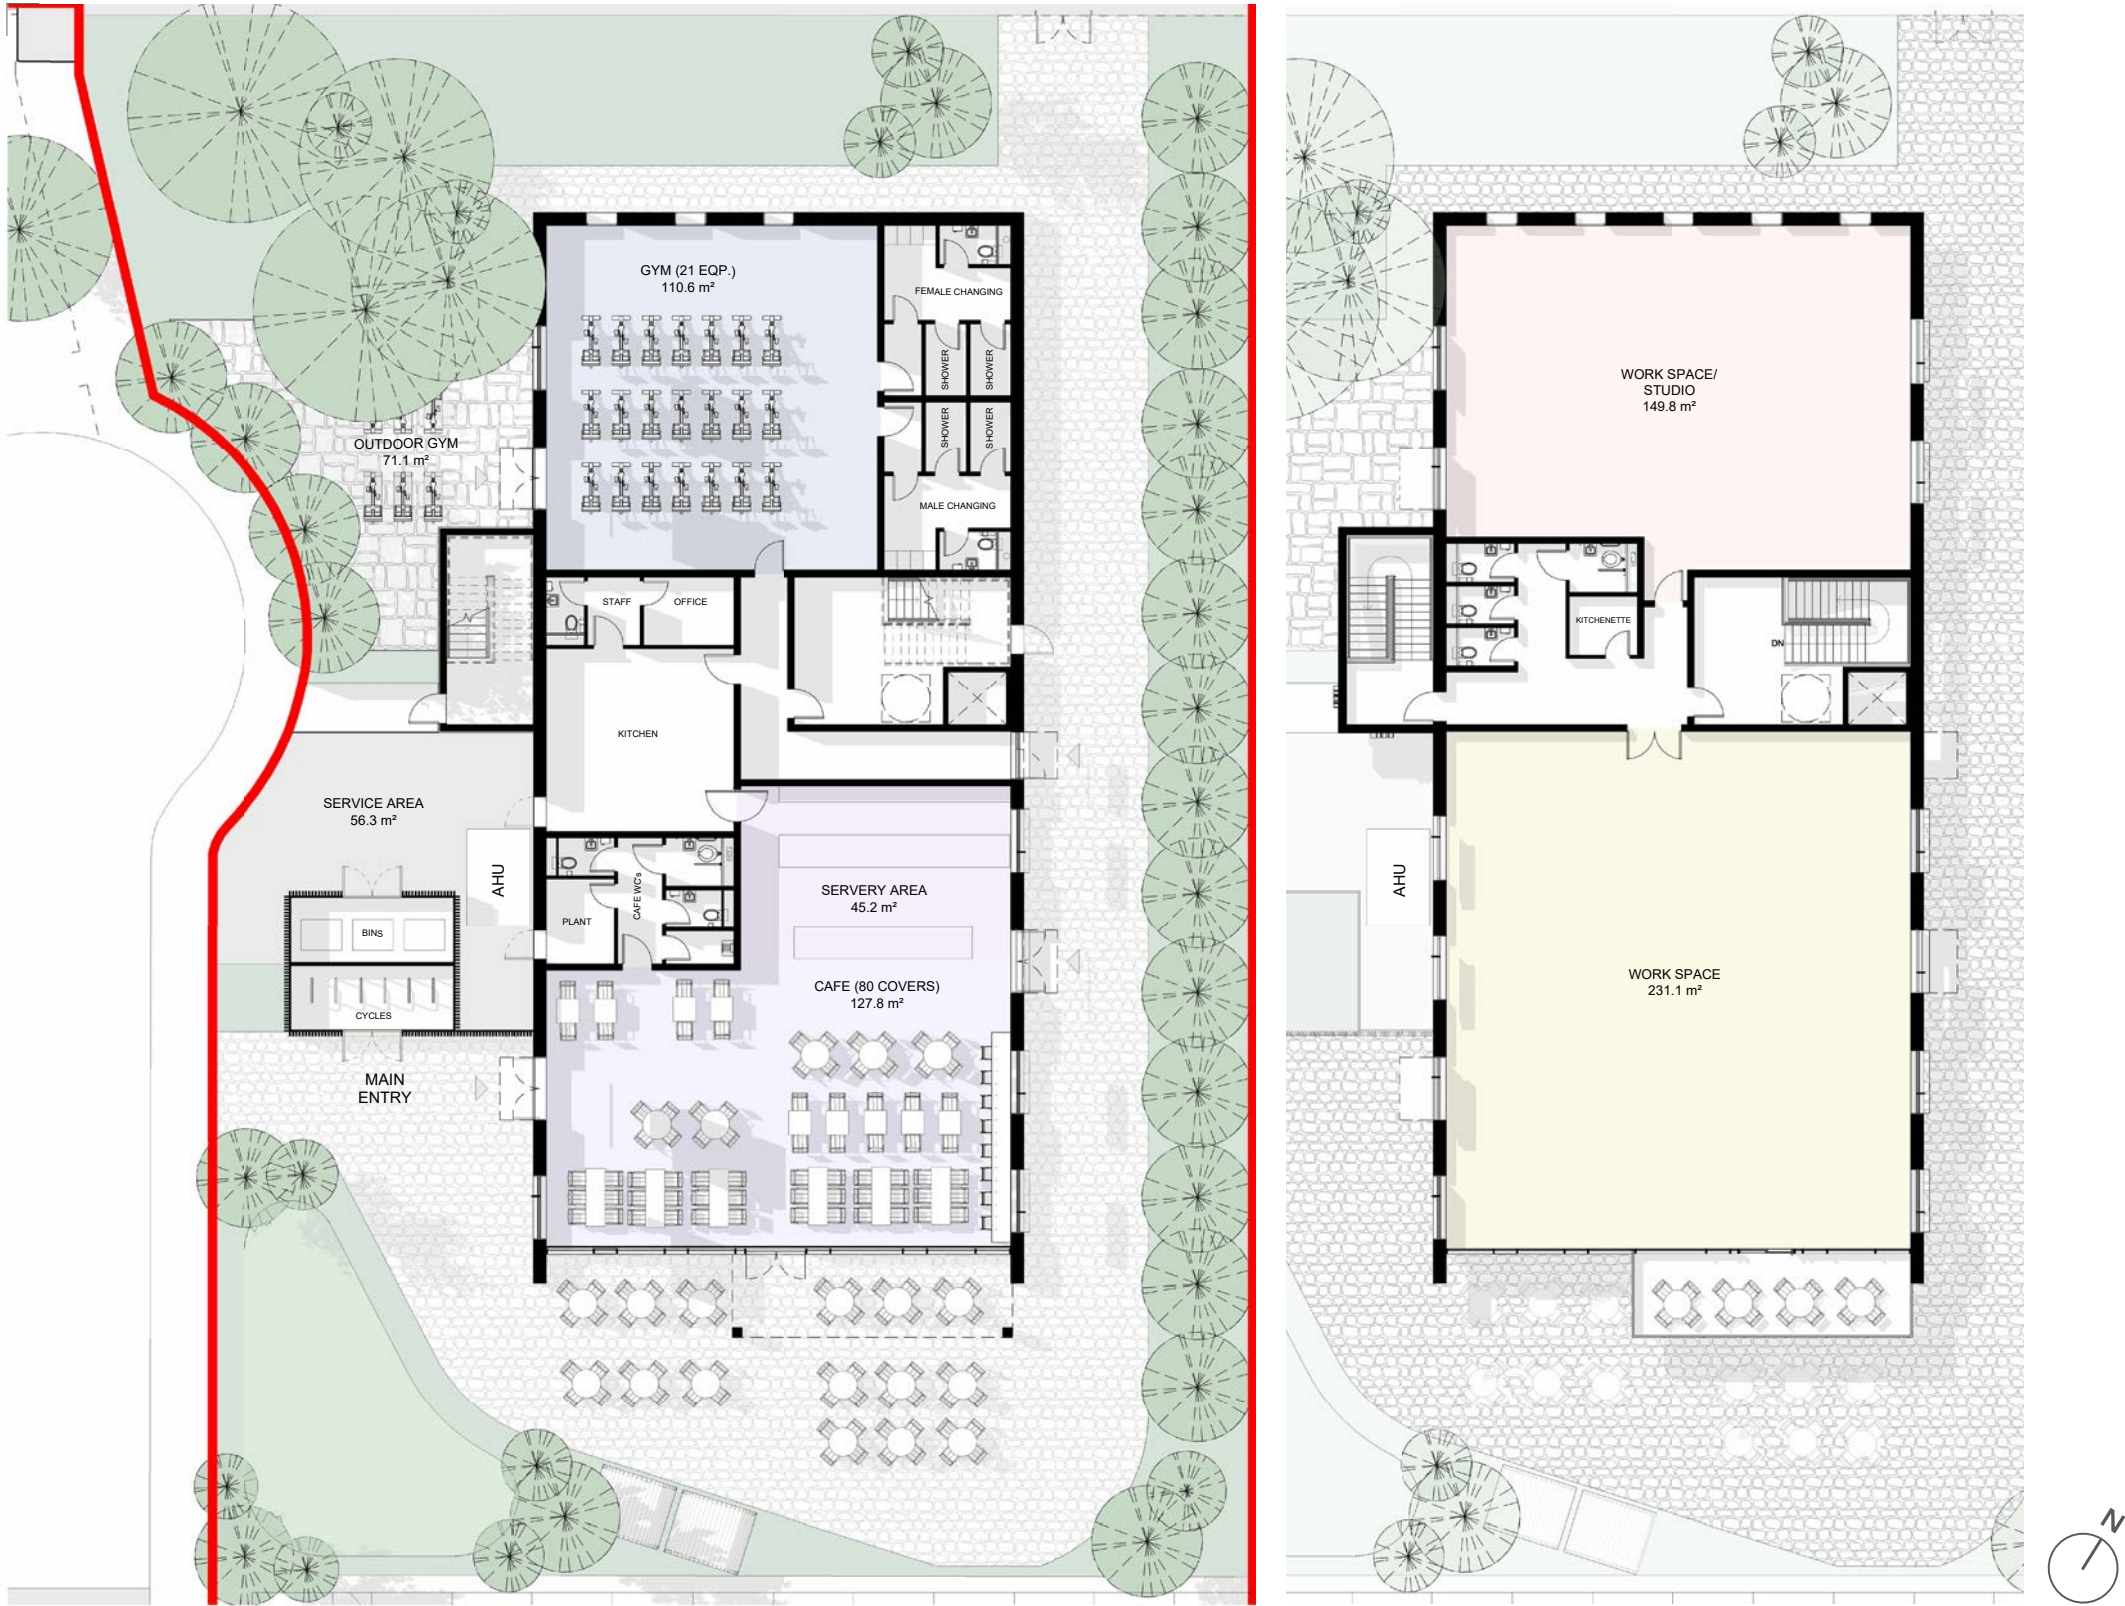 GYM (21 EQP.)
110.6 m²
FEMALE CHANGING
SHOWER
SHOWER
SHOWER
SHOWER
MALE CHANGING
OUTDOOR GYM
71.1 m²
STAFF
OFFICE
KITCHEN
SERVICE AREA
56.3 m²
AHU
BINS
CYCLES
PLANT
CAFE WC's
SERVERY AREA
45.2 m²
CAFE (80 COVERS)
127.8 m²
MAIN
ENTRY
WORK SPACE/
STUDIO
149.8 m²
KITCHENETTE
DN
AHU
WORK SPACE
231.1 m²
N